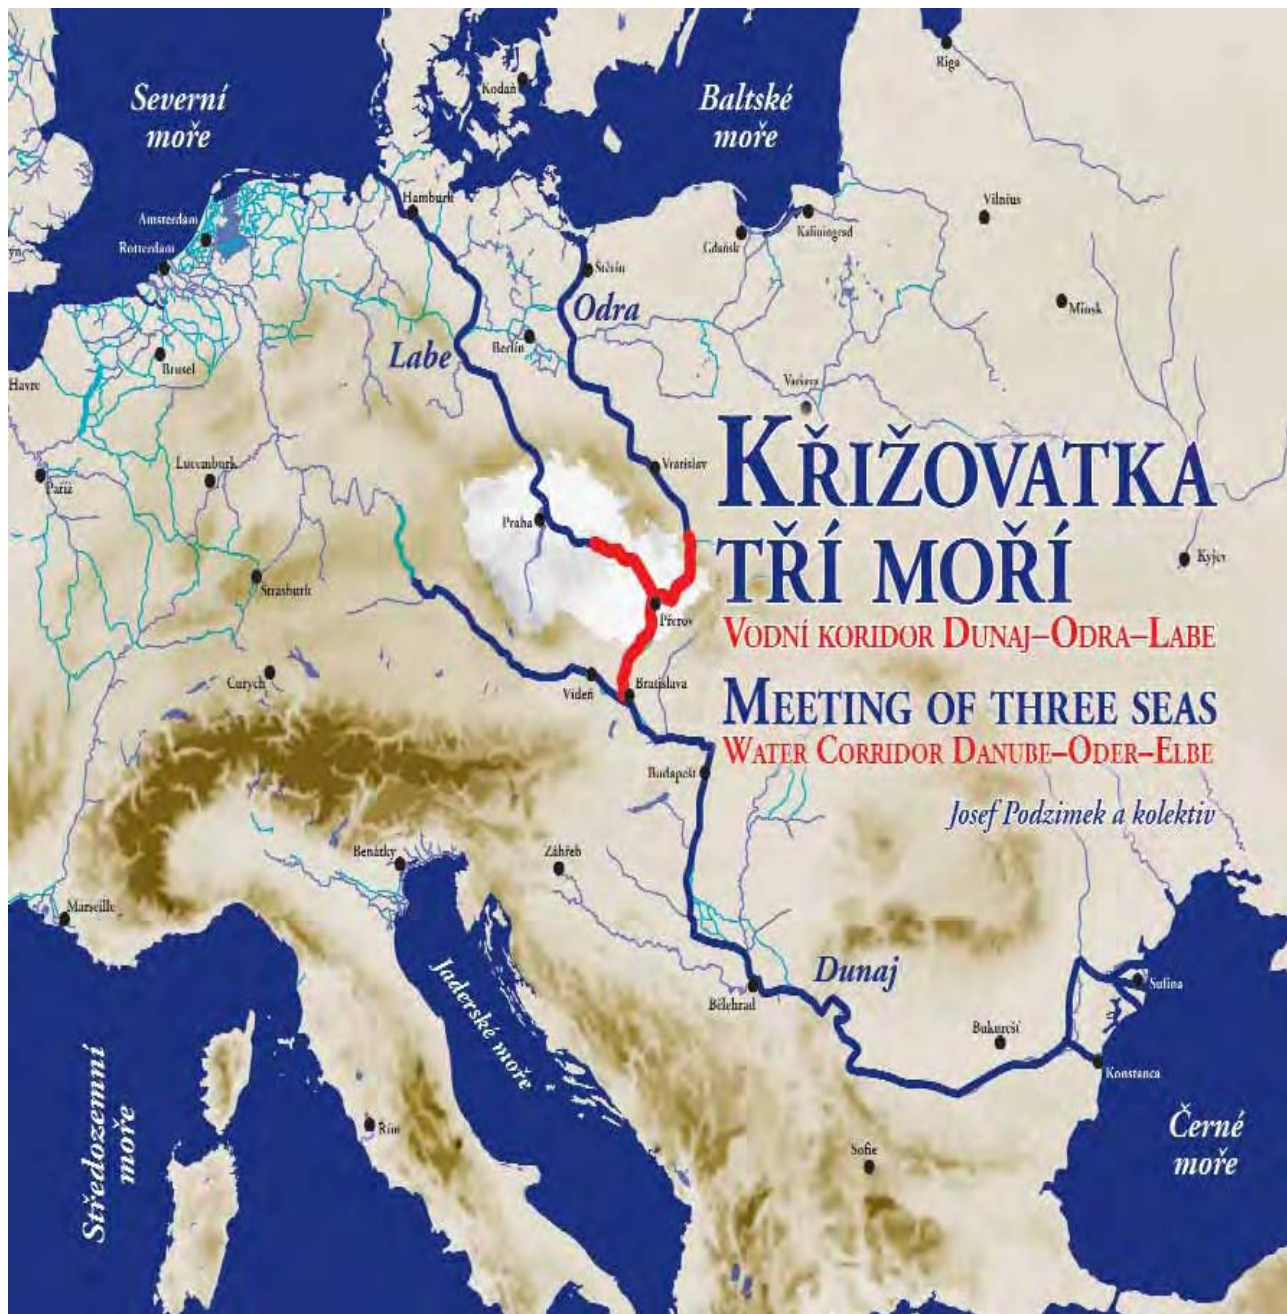 Severní
moře
Baltské
moře
Riga
Kodaň
Hamburk
Vilnius
Amsterdam
Kaliningrad
Gdaňsk
Rotterdam
Štětín
Odra
Minsk
Labe
Berlín
Brusel
Havre
Varšava
KŘIŽOVATKA
TŘÍ MOŘÍ
VODNÍ KORIDOR DUNAJ–ODRA–LABE
MEETING OF THREE SEAS
WATER CORRIDOR DANUBE–ODER–ELBE
Josef Podzimek a kolektiv
Lucemburk
Vratislav
Paříž
Praha
Kyjev
Strasburk
Přerov
Curych
Vídeň
Bratislava
Budapešť
Benátky
Záhřeb
Marseille
Jaderské moře
Dunaj
Sulina
Bělehrad
Bukurešť
Konstanca
Středozemní
moře
Řím
Sofie
Černé
moře